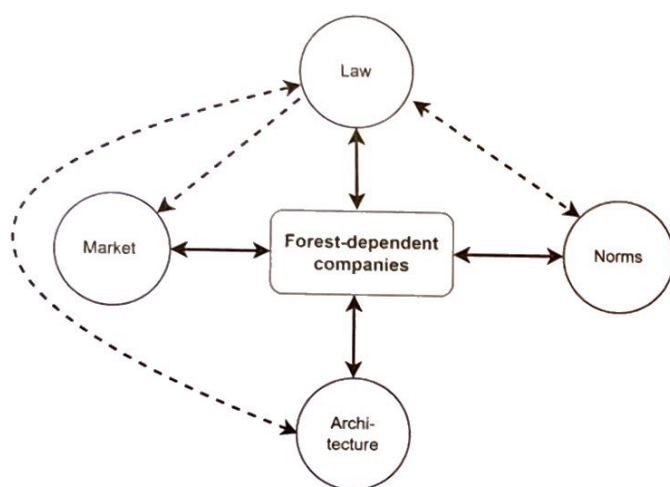 Law
Market
Forest-dependent
companies
Norms
Archi-
tecture